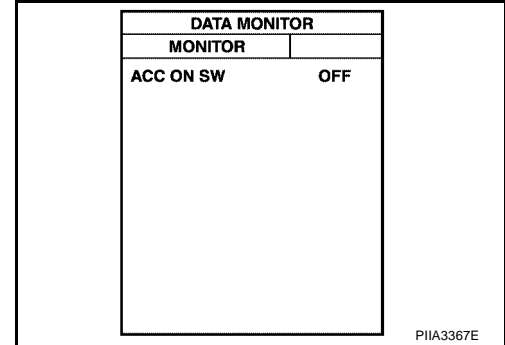 DATA MONITOR
MONITOR
ACC ON SW OFF
PIIA3367E